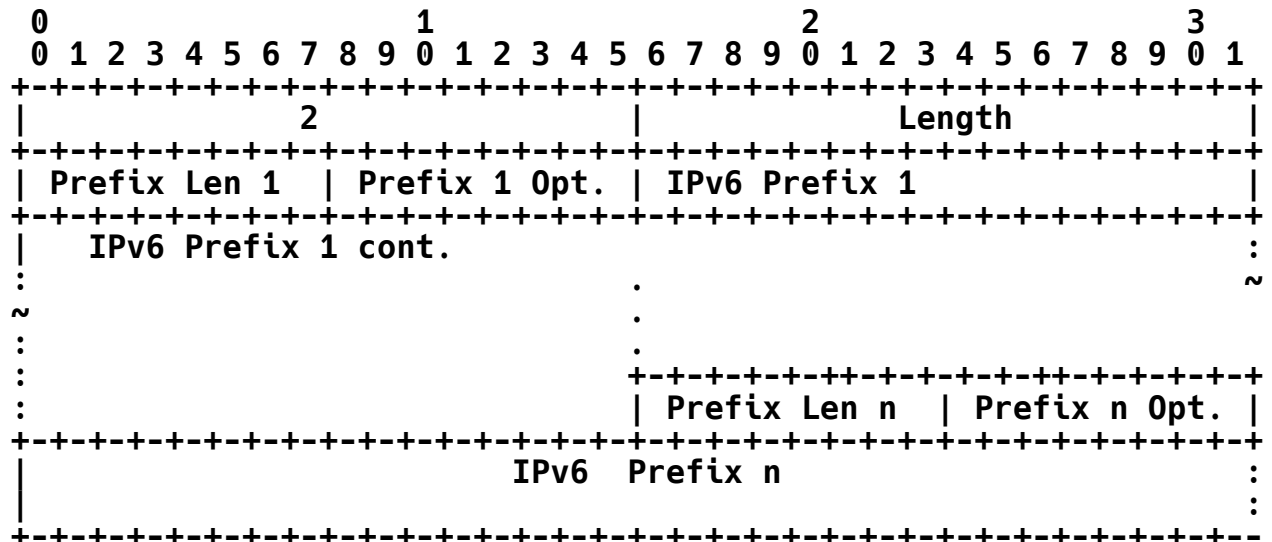 0                   1                   2                   3
 0 1 2 3 4 5 6 7 8 9 0 1 2 3 4 5 6 7 8 9 0 1 2 3 4 5 6 7 8 9 0 1
+-+-+-+-+-+-+-+-+-+-+-+-+-+-+-+-+-+-+-+-+-+-+-+-+-+-+-+-+-+-+-+-+
|              2                |             Length            |
+-+-+-+-+-+-+-+-+-+-+-+-+-+-+-+-+-+-+-+-+-+-+-+-+-+-+-+-+-+-+-+-+
| Prefix Len 1  | Prefix 1 Opt. | IPv6 Prefix 1                 |
+-+-+-+-+-+-+-+-+-+-+-+-+-+-+-+-+-+-+-+-+-+-+-+-+-+-+-+-+-+-+-+-+
|   IPv6 Prefix 1 cont.                                         :
:                               .                               ~
~                               .
:                               .
:                               +-+-+-+-+-++-+-+-+-+-++-+-+-+-+-+
:                               | Prefix Len n  | Prefix n Opt. |
+-+-+-+-+-+-+-+-+-+-+-+-+-+-+-+-+-+-+-+-+-+-+-+-+-+-+-+-+-+-+-+-+
|                         IPv6  Prefix n                        :
|                                                               :
+-+-+-+-+-+-+-+-+-+-+-+-+-+-+-+-+-+-+-+-+-+-+-+-+-+-+-+-+-+-+-+--